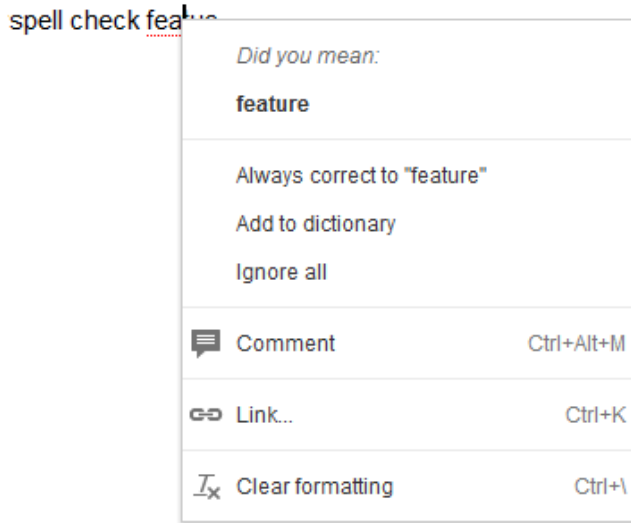 spell check
Did you mean:
feature
Always correct to "feature"
Add to dictionary
Ignore all
Comment Ctrl+Alt+M
Link... Ctrl+K
Clear formatting Ctrl+\